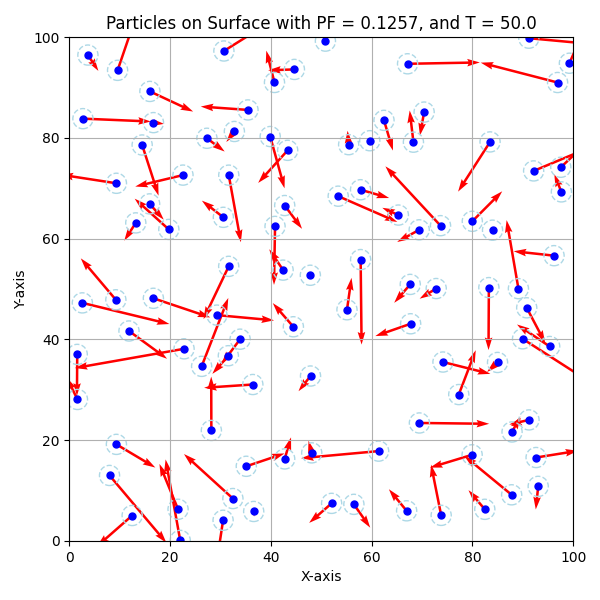 Particles on Surface with PF = 0.1257, and T = 50.0
100
80
60
40
20
0
Y-axis
0 20 40 60 80 100
X-axis